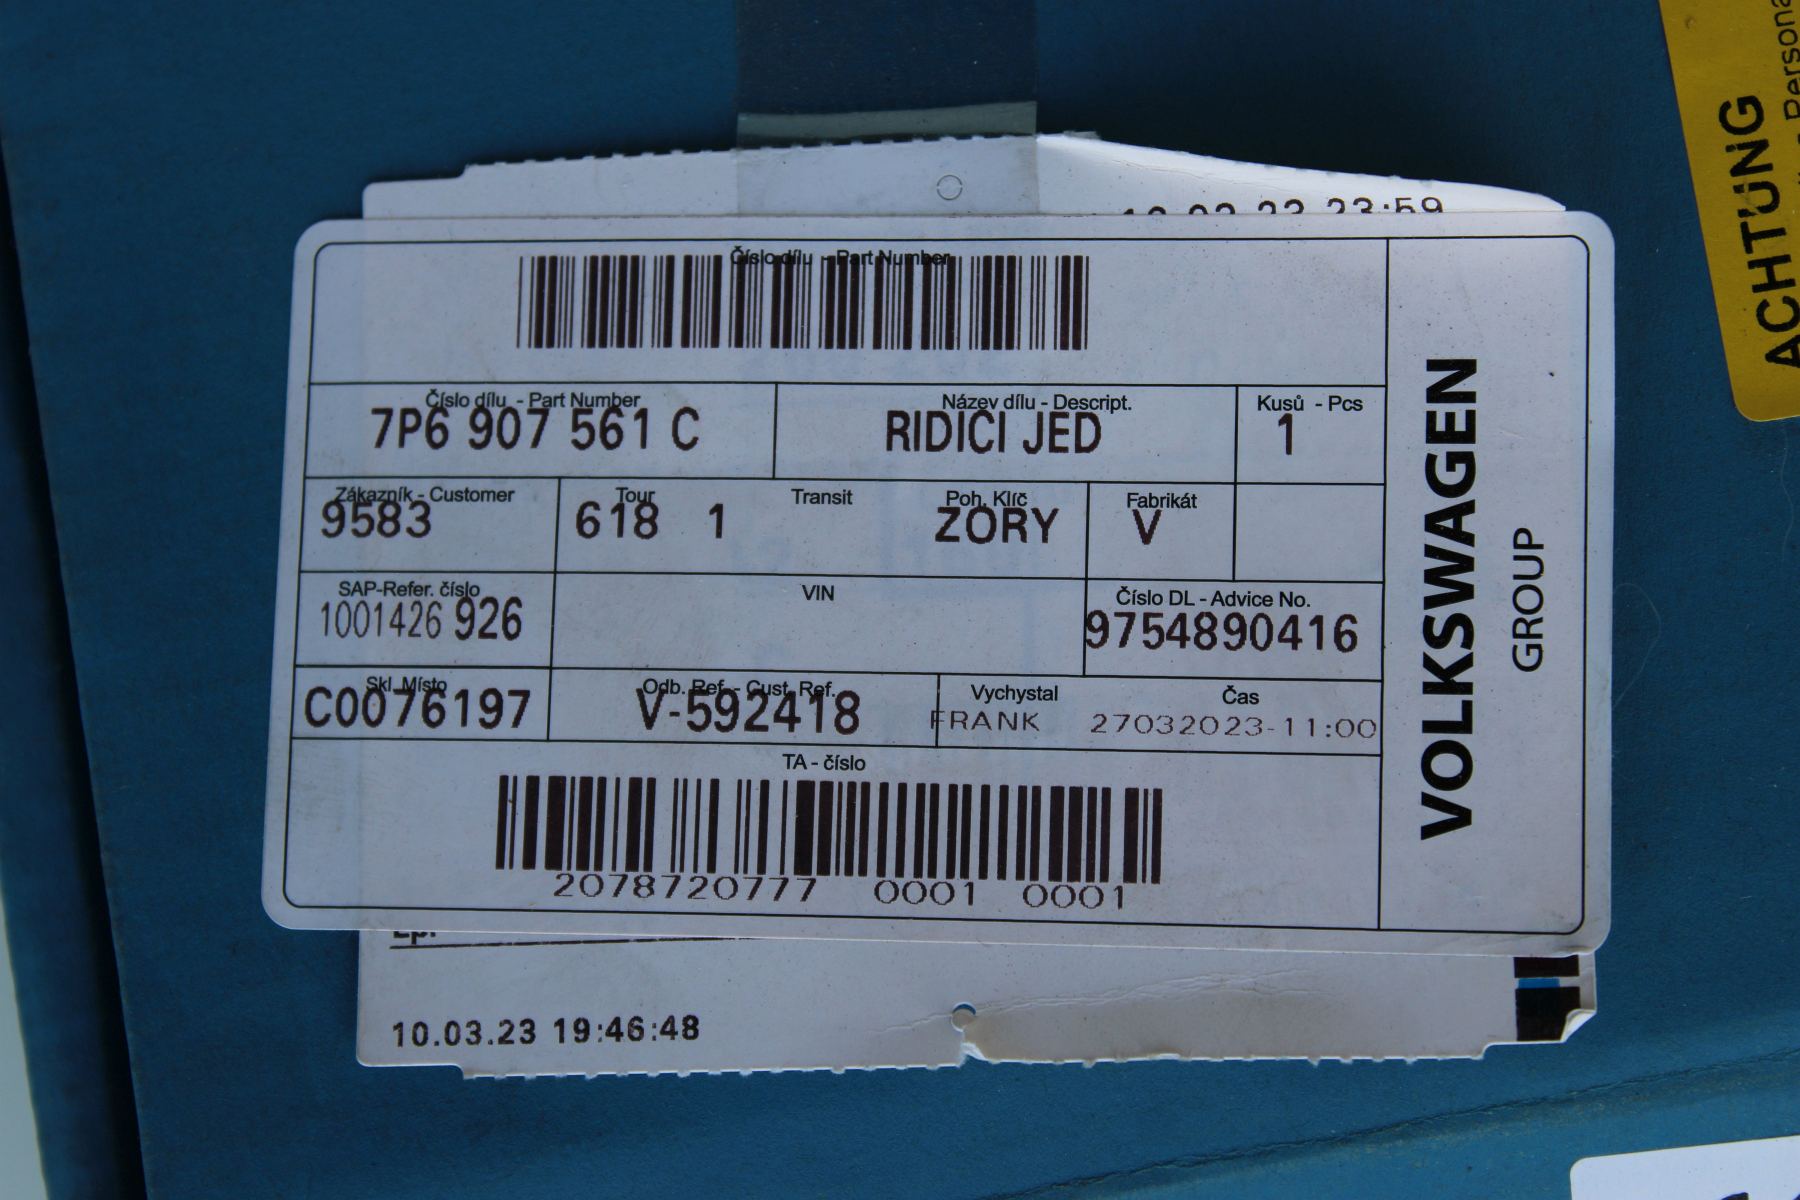 ACHTUNG
23:59
Číslo dílu - Part Number
Číslo dílu - Part Number
7P6 907 561 C
Název dílu - Descript.
RIDICI JED
Kusů - Pcs
1
Zákazník - Customer
9583
Tour
618 1
Transit
Poh. Klíč
ZORY
Fabrikát
V
SAP-Refer. číslo
1001426 926
VIN
Číslo DL - Advice No.
9754890416
Skl. Místo
C0076197
Odb. Ref. - Cust. Ref.
V-592418
Vychystal
FRANK
Čas
27032023-11:00
TA - číslo
2078720777 0001 0001
VOLKSWAGEN
GROUP
10.03.23 19:46:48